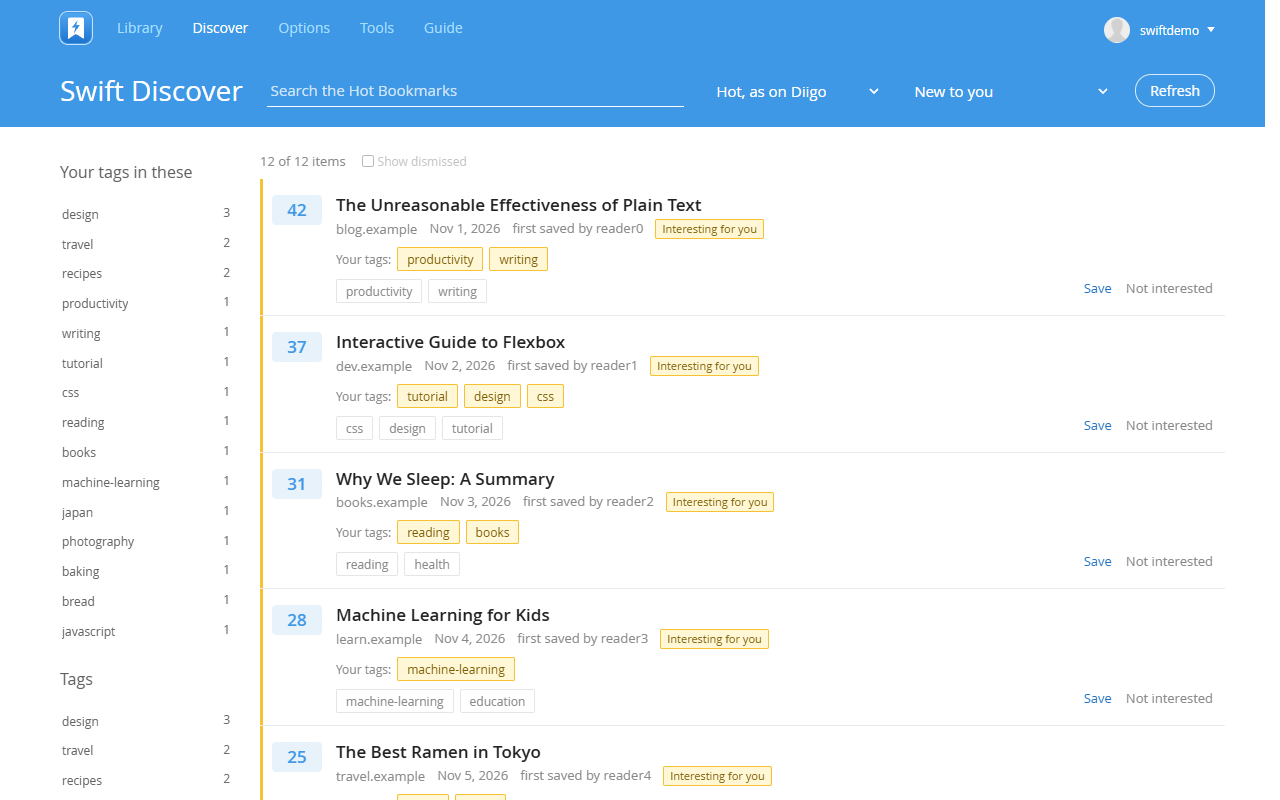 Library Discover Options Tools Guide swiftdemo
Swift Discover Search the Hot Bookmarks Hot, as on Diigo New to you Refresh
Your tags in these
design 3
travel 2
recipes 2
productivity 1
writing 1
tutorial 1
css 1
reading 1
books 1
machine-learning 1
japan 1
photography 1
baking 1
bread 1
javascript 1
Tags
design 3
travel 2
recipes 2
12 of 12 items Show dismissed
42 The Unreasonable Effectiveness of Plain Text
blog.example Nov 1, 2026 first saved by reader0 Interesting for you
Your tags: productivity writing
productivity writing
Save Not interested
37 Interactive Guide to Flexbox
dev.example Nov 2, 2026 first saved by reader1 Interesting for you
Your tags: tutorial design css
css design tutorial
Save Not interested
31 Why We Sleep: A Summary
books.example Nov 3, 2026 first saved by reader2 Interesting for you
Your tags: reading books
reading health
Save Not interested
28 Machine Learning for Kids
learn.example Nov 4, 2026 first saved by reader3 Interesting for you
Your tags: machine-learning
machine-learning education
Save Not interested
25 The Best Ramen in Tokyo
travel.example Nov 5, 2026 first saved by reader4 Interesting for you